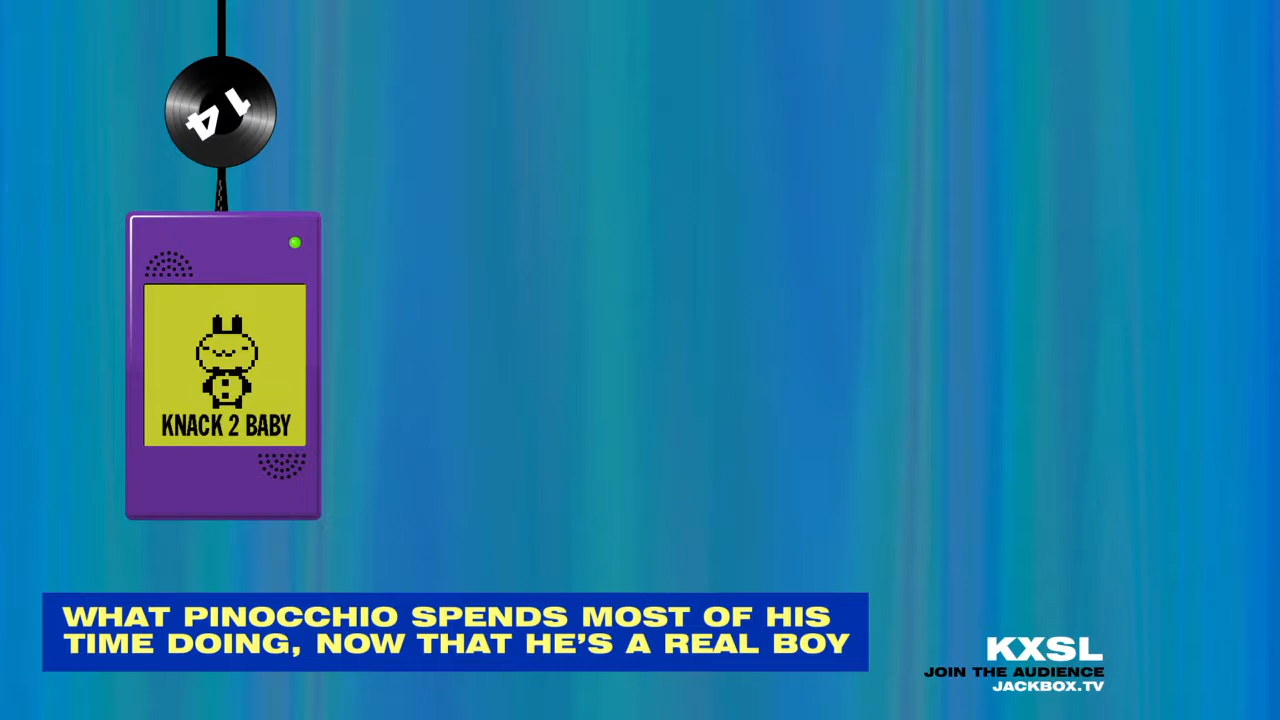 14
KNACK 2 BABY
WHAT PINOCCHIO SPENDS MOST OF HIS
TIME DOING, NOW THAT HE'S A REAL BOY
KXSL
JOIN THE AUDIENCE
JACKBOX.TV